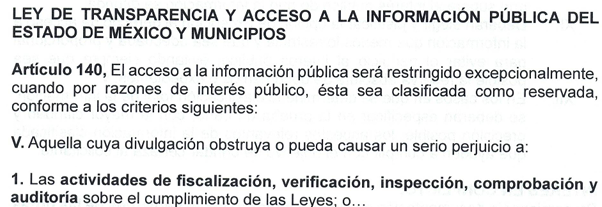 LEY DE TRANSPARENCIA Y ACCESO A LA INFORMACIÓN PÚBLICA DEL
ESTADO DE MÉXICO Y MUNICIPIOS
Artículo 140, El acceso a la información pública será restringido excepcionalmente,
cuando por razones de interés público, ésta sea clasificada como reservada,
conforme a los criterios siguientes:
V. Aquella cuya divulgación obstruya o pueda causar un serio perjuicio a:
1. Las actividades de fiscalización, verificación, inspección, comprobación y
auditoría sobre el cumplimiento de las Leyes; o…